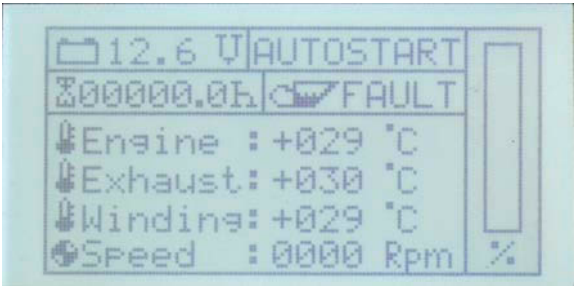 12.6 V AUTOSTART
00000.0h FAULT
Engine : +029 °C
Exhaust: +030 °C
Winding: +029 °C
Speed : 0000 Rpm %